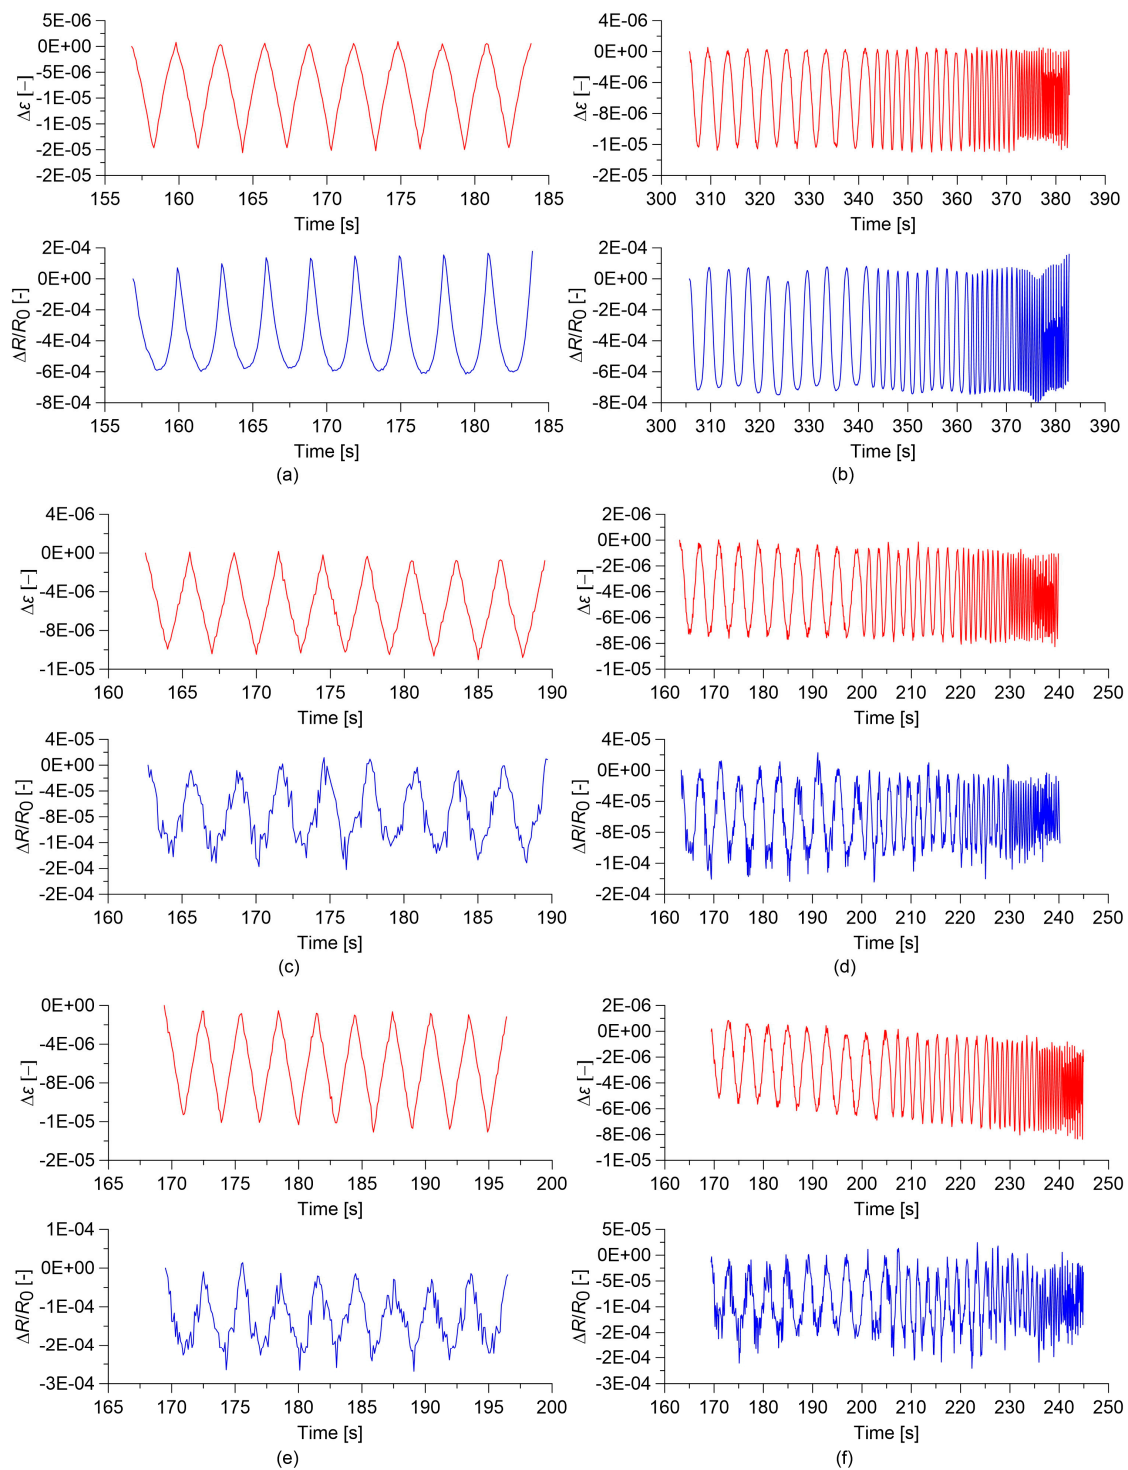 5E-06
0E+00
-5E-06
-1E-05
-1E-05
-2E-05
-2E-05
Δε [–]
155 160 165 170 175 180 185
Time [s]
4E-06
0E+00
-4E-06
-8E-06
-1E-05
-2E-05
Δε [–]
300 310 320 330 340 350 360 370 380 390
Time [s]
2E-04
0E+00
-2E-04
-4E-04
-6E-04
-8E-04
ΔR/R0 [-]
155 160 165 170 175 180 185
Time [s]
(a)
2E-04
0E+00
-2E-04
-4E-04
-6E-04
-8E-04
ΔR/R0 [-]
300 310 320 330 340 350 360 370 380 390
Time [s]
(b)
4E-06
0E+00
-4E-06
-8E-06
-1E-05
Δε [–]
160 165 170 175 180 185 190
Time [s]
2E-06
0E+00
-2E-06
-4E-06
-6E-06
-8E-06
-1E-05
Δε [–]
160 170 180 190 200 210 220 230 240 250
Time [s]
4E-05
0E+00
-4E-05
-8E-05
-1E-04
-2E-04
-2E-04
ΔR/R0 [-]
160 165 170 175 180 185 190
Time [s]
(c)
4E-05
0E+00
-4E-05
-8E-05
-1E-04
-2E-04
ΔR/R0 [-]
160 170 180 190 200 210 220 230 240 250
Time [s]
(d)
0E+00
-4E-06
-8E-06
-1E-05
-2E-05
Δε [–]
165 170 175 180 185 190 195 200
Time [s]
2E-06
0E+00
-2E-06
-4E-06
-6E-06
-8E-06
-1E-05
Δε [–]
160 170 180 190 200 210 220 230 240 250
Time [s]
1E-04
0E+00
-1E-04
-2E-04
-3E-04
ΔR/R0 [-]
165 170 175 180 185 190 195 200
Time [s]
(e)
5E-05
0E+00
-5E-05
-1E-04
-2E-04
-2E-04
-3E-04
ΔR/R0 [-]
160 170 180 190 200 210 220 230 240 250
Time [s]
(f)